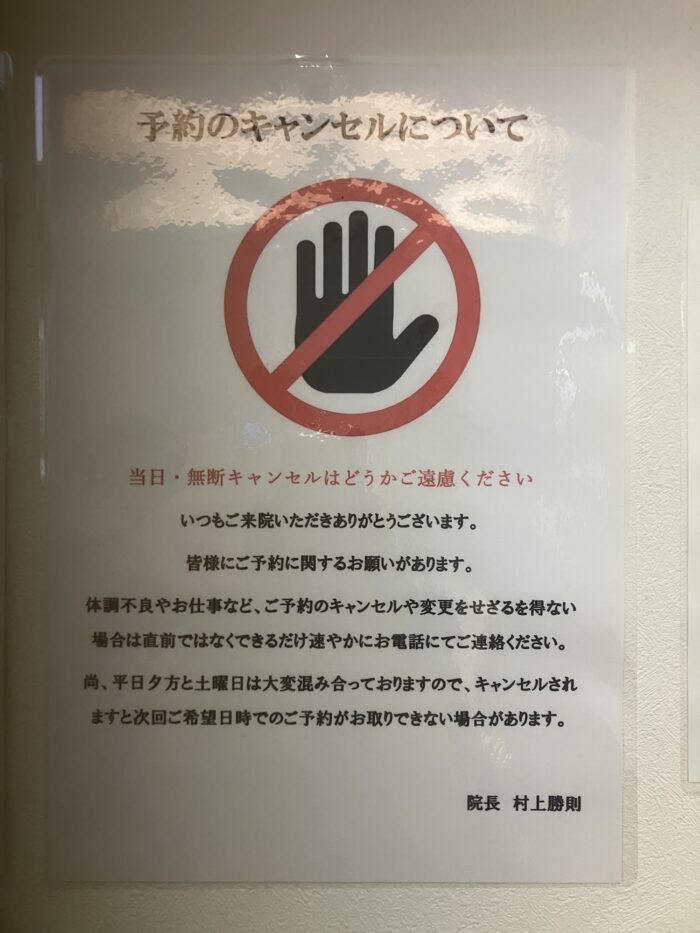 予約のキャンセルについて
当日・無断キャンセルはどうかご遠慮ください
いつもご来院いただきありがとうございます。
皆様にご予約に関するお願いがあります。
体調不良やお仕事など、ご予約のキャンセルや変更をせざるを得ない
場合は直前ではなくできるだけ速やかにお電話にてご連絡ください。
尚、平日夕方と土曜日は大変混み合っておりますので、キャンセルされ
ますと次回ご希望日時でのご予約がお取りできない場合があります。
院長 村上勝則